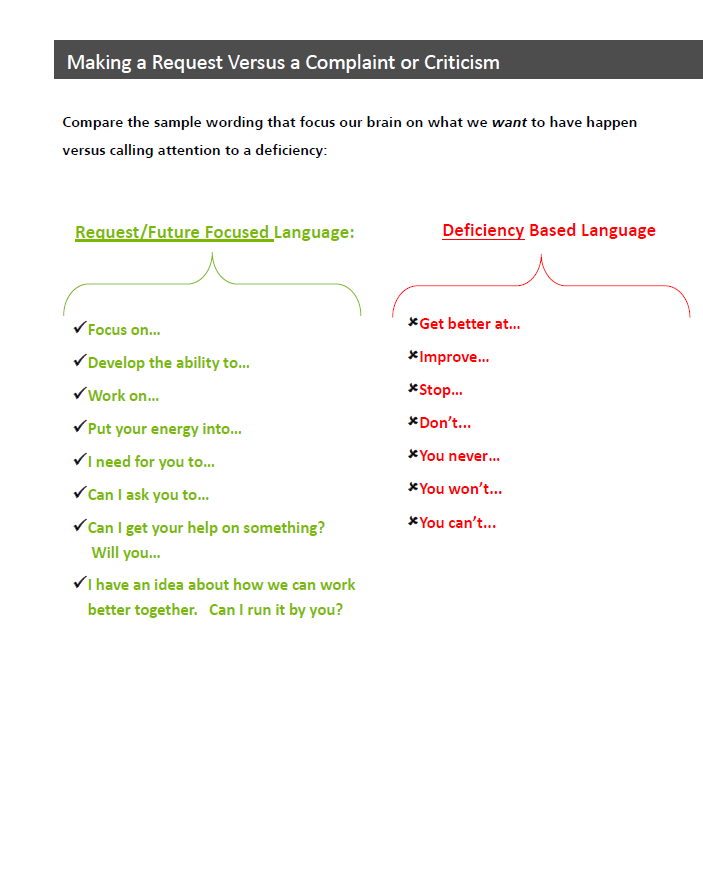 Making a Request Versus a Complaint or Criticism
Compare the sample wording that focus our brain on what we want to have happen
versus calling attention to a deficiency:
Request/Future Focused Language:
✓Focus on...
✓Develop the ability to...
✓Work on...
✓Put your energy into...
✓I need for you to...
✓Can I ask you to...
✓Can I get your help on something?
Will you...
✓I have an idea about how we can work
better together. Can I run it by you?
Deficiency Based Language
✘Get better at...
✘Improve...
✘Stop...
✘Don’t...
✘You never...
✘You won’t...
✘You can’t...